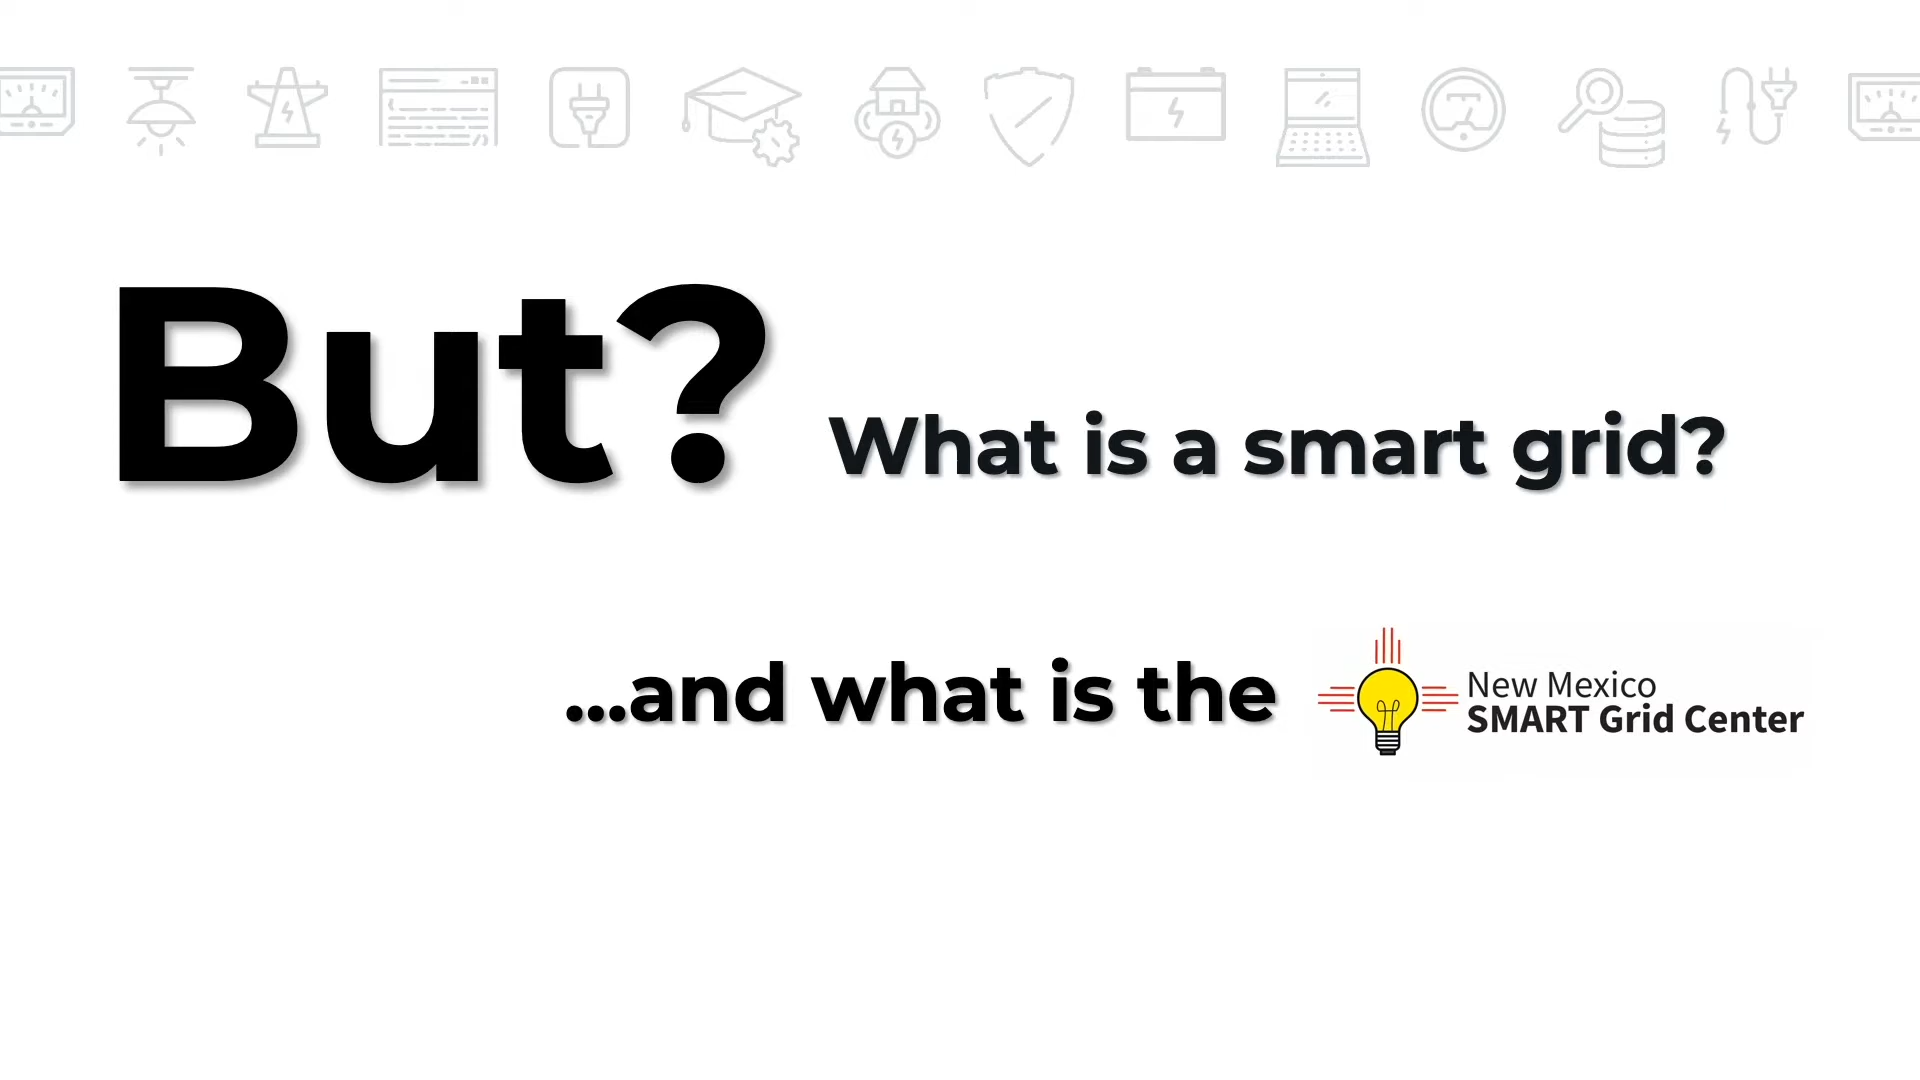 But? What is a smart grid?
...and what is the
New Mexico
SMART Grid Center